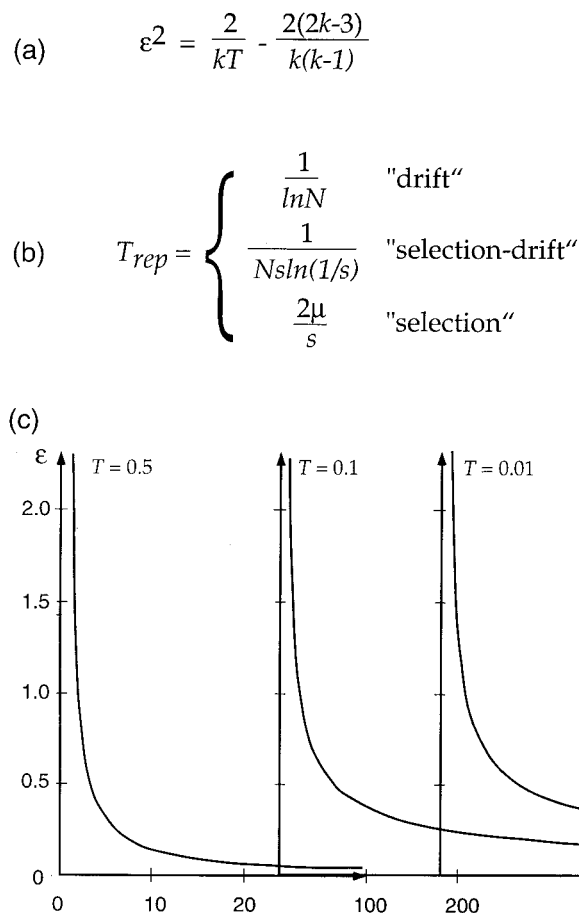 (a) ε² = 2/kT - 2(2k-3)/k(k-1)
(b) T_rep = { 1/lnN "drift“
1/Nsln(1/s) "selection-drift“
2μ/s "selection“
(c)
ε T = 0.5 T = 0.1 T = 0.01
2.0
1.5
1.0
0.5
0
0 10 20 100 200